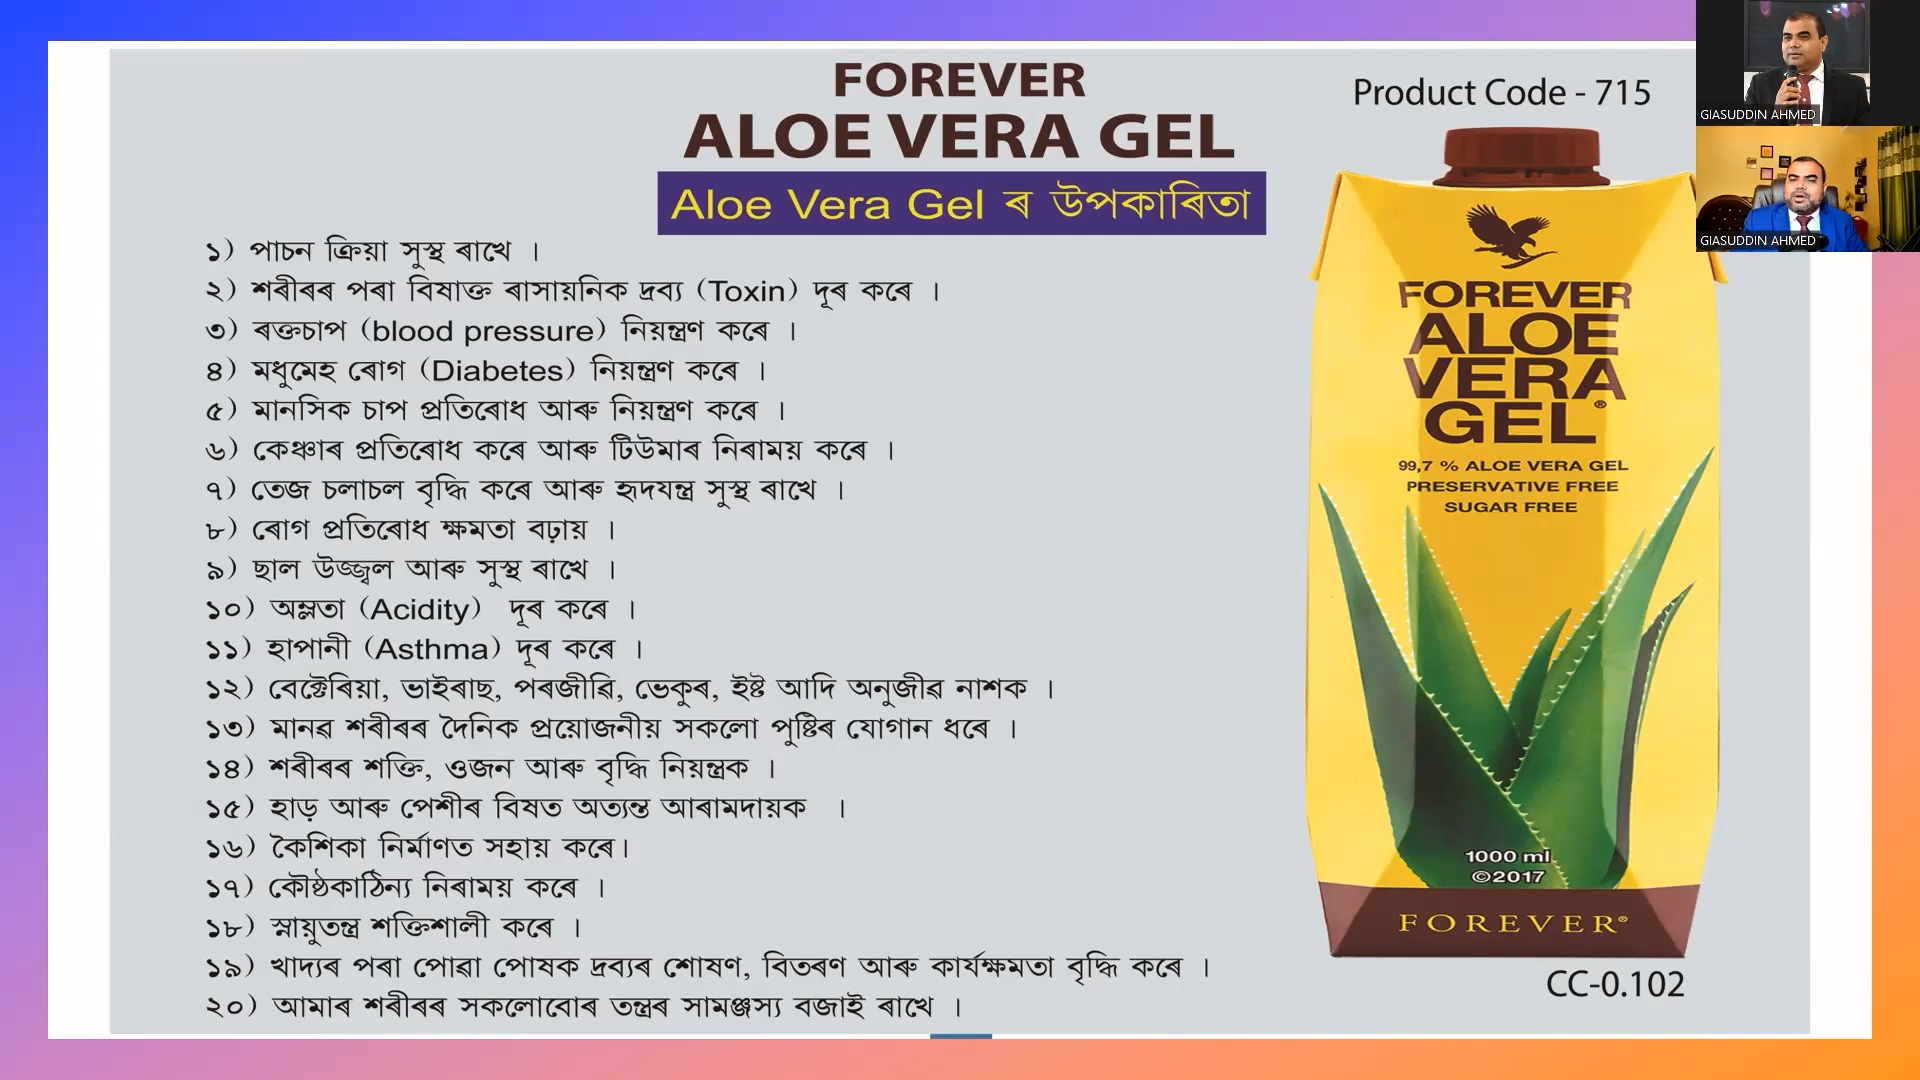 FOREVER
ALOE VERA GEL
Product Code - 715
Aloe Vera Gel ৰ উপকাৰিতা
১) পাচন ক্ৰিয়া সুস্থ ৰাখে ।
২) শৰীৰৰ পৰা বিষাক্ত ৰাসায়নিক দ্ৰব্য (Toxin) দূৰ কৰে ।
৩) ৰক্তচাপ (blood pressure) নিয়ন্ত্ৰণ কৰে ।
৪) মধুমেহ ৰোগ (Diabetes) নিয়ন্ত্ৰণ কৰে ।
৫) মানসিক চাপ প্ৰতিৰোধ আৰু নিয়ন্ত্ৰণ কৰে ।
৬) কেঞ্চাৰ প্ৰতিৰোধ কৰে আৰু টিউমাৰ নিৰাময় কৰে ।
৭) তেজ চলাচল বৃদ্ধি কৰে আৰু হৃদযন্ত্ৰ সুস্থ ৰাখে ।
৮) ৰোগ প্ৰতিৰোধ ক্ষমতা বঢ়ায় ।
৯) ছাল উজ্জ্বল আৰু সুস্থ ৰাখে ।
১০) অম্লতা (Acidity) দূৰ কৰে ।
১১) হাপানী (Asthma) দূৰ কৰে ।
১২) বেক্টেৰিয়া, ভাইৰাছ, পৰজীৱি, ভেকুৰ, ইষ্ট আদি অনুজীৱ নাশক ।
১৩) মানৱ শৰীৰৰ দৈনিক প্ৰয়োজনীয় সকলো পুষ্টিৰ যোগান ধৰে ।
১৪) শৰীৰৰ শক্তি, ওজন আৰু বৃদ্ধি নিয়ন্ত্ৰক ।
১৫) হাড় আৰু পেশীৰ বিষত অত্যন্ত আৰামদায়ক ।
১৬) কৈশিকা নিৰ্মাণত সহায় কৰে।
১৭) কৌষ্ঠকাঠিন্য নিৰাময় কৰে ।
১৮) স্নায়ুতন্ত্ৰ শক্তিশালী কৰে ।
১৯) খাদ্যৰ পৰা পোৱা পোষক দ্ৰব্যৰ শোষণ, বিতৰণ আৰু কাৰ্যক্ষমতা বৃদ্ধি কৰে ।
২০) আমাৰ শৰীৰৰ সকলোবোৰ তন্ত্ৰৰ সামঞ্জস্য বজাই ৰাখে ।
FOREVER
ALOE
VERA
GEL®
99,7 % ALOE VERA GEL
PRESERVATIVE FREE
SUGAR FREE
1000 ml
©2017
FOREVER®
CC-0.102
GIASUDDIN AHMED
GIASUDDIN AHMED